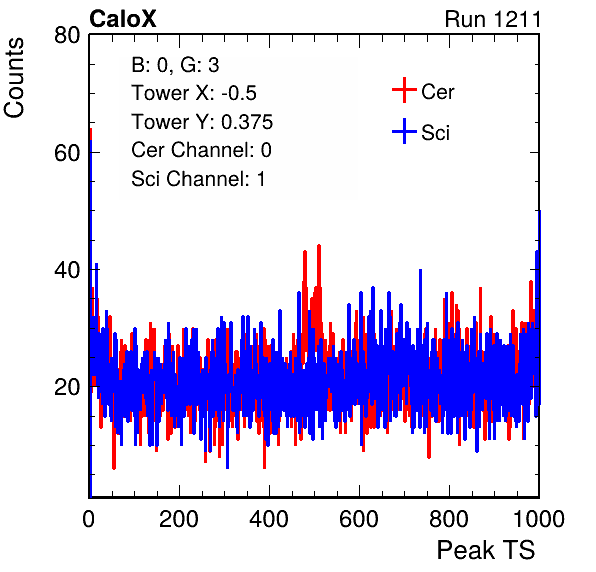 CaloX Run 1211
Counts
80
B: 0, G: 3
Tower X: -0.5
Tower Y: 0.375
Cer Channel: 0
Sci Channel: 1
Cer
Sci
60
40
20
0 200 400 600 800 1000
Peak TS